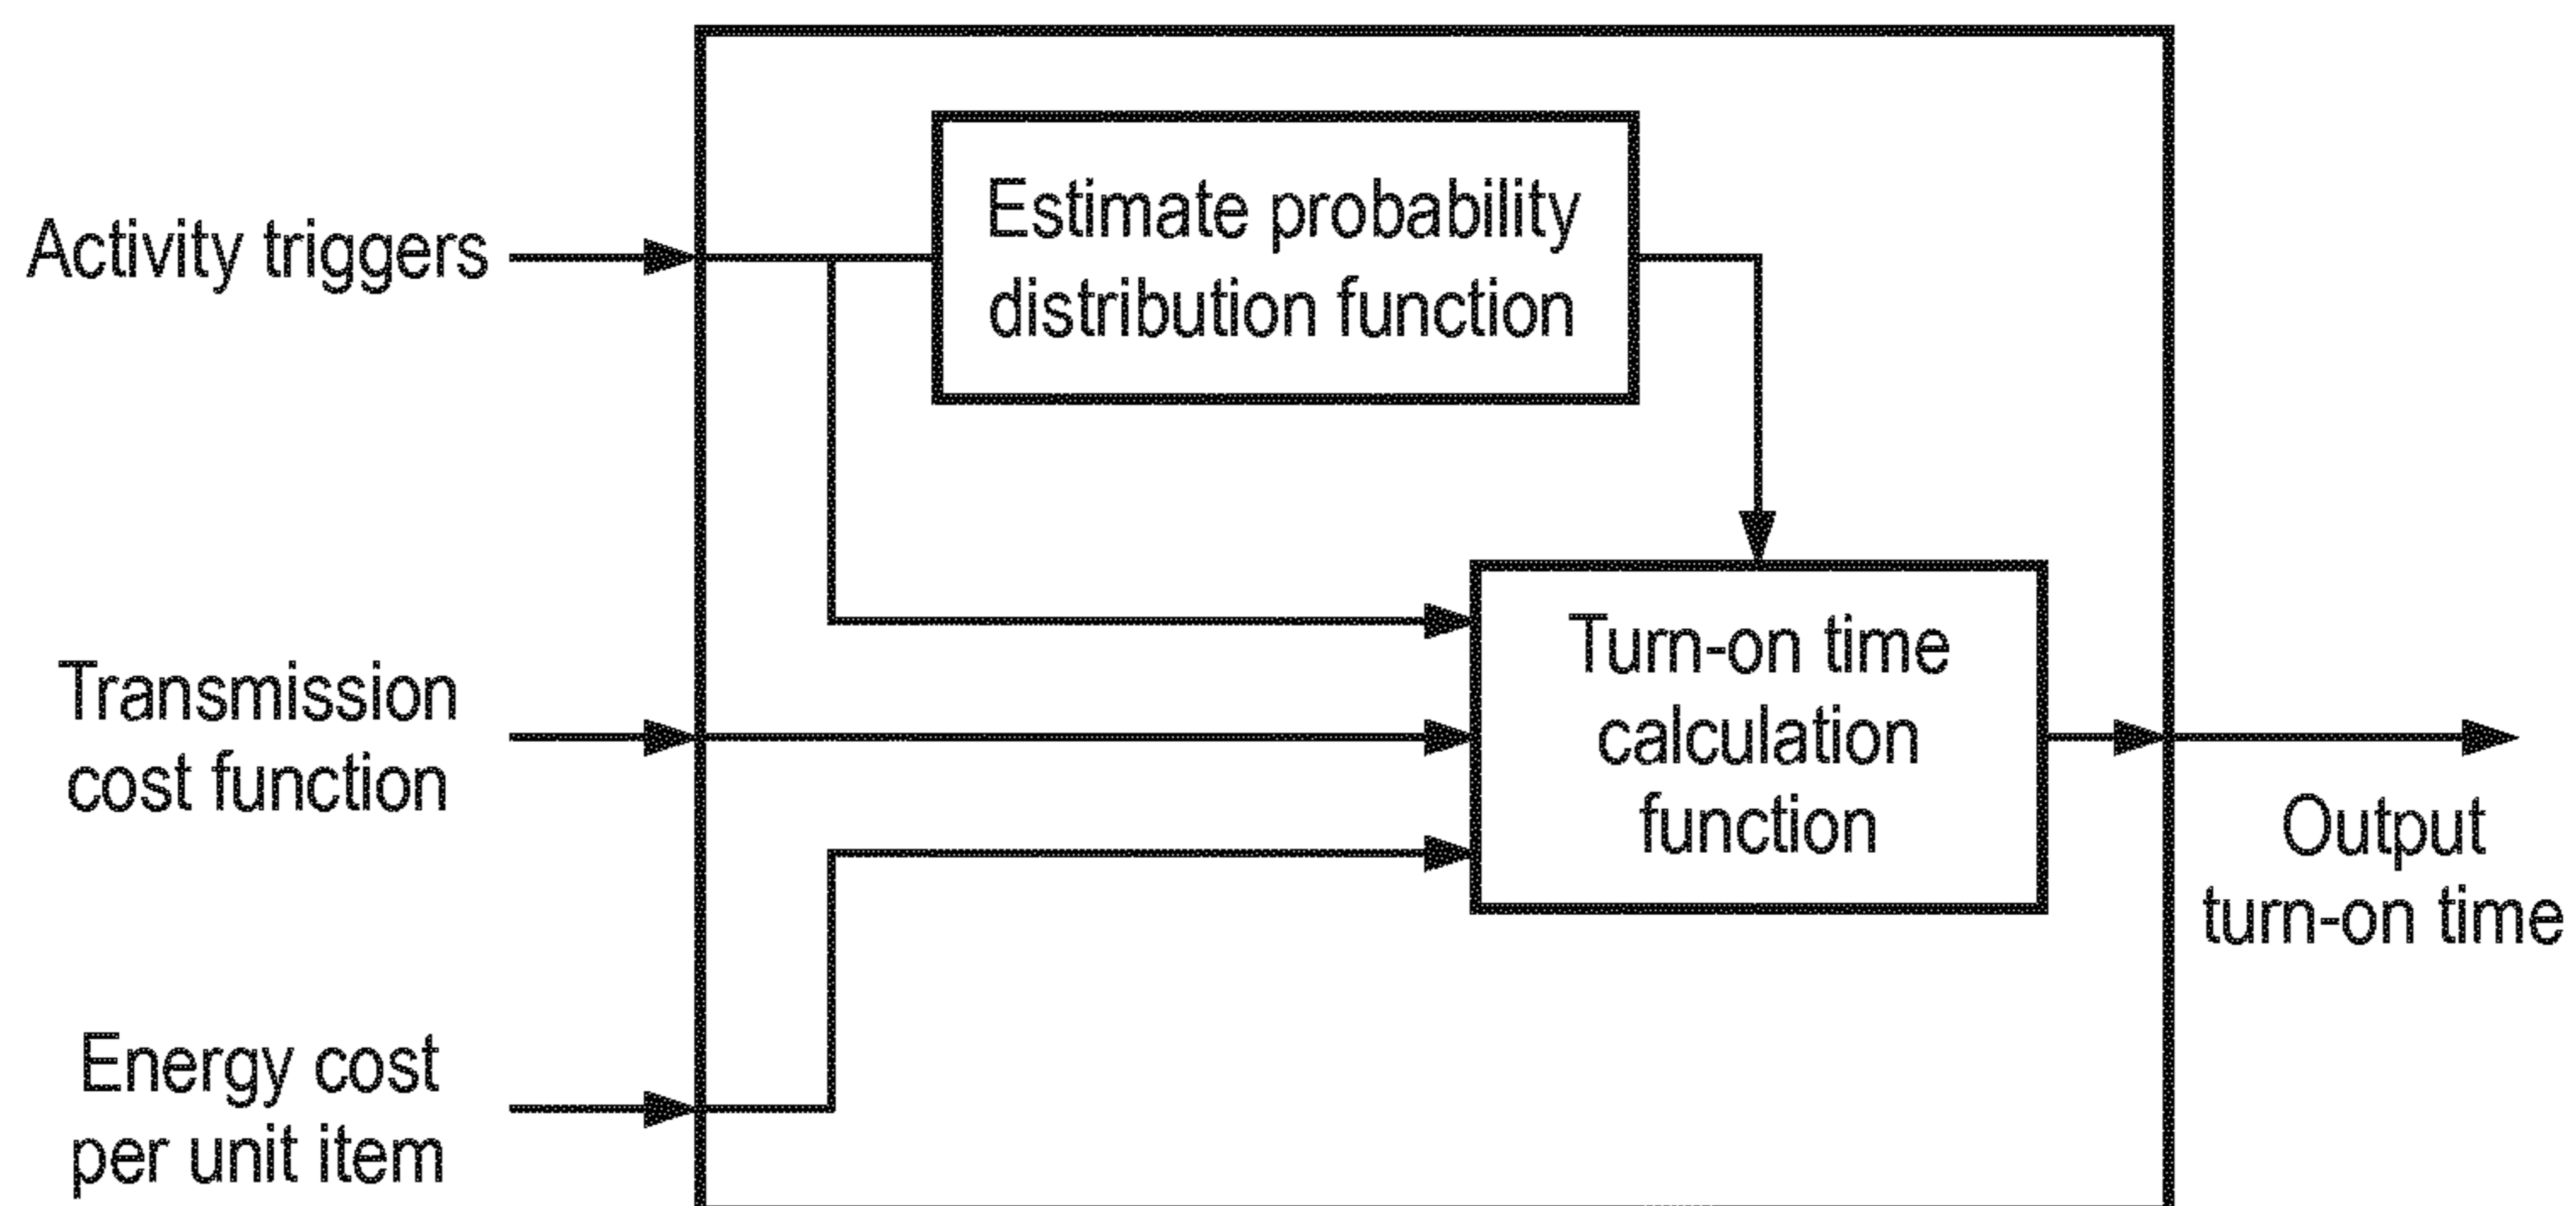 Estimate probability
distribution function
Activity triggers
Turn-on time
calculation
function
Transmission
cost function
Output
turn-on time
Energy cost
per unit item